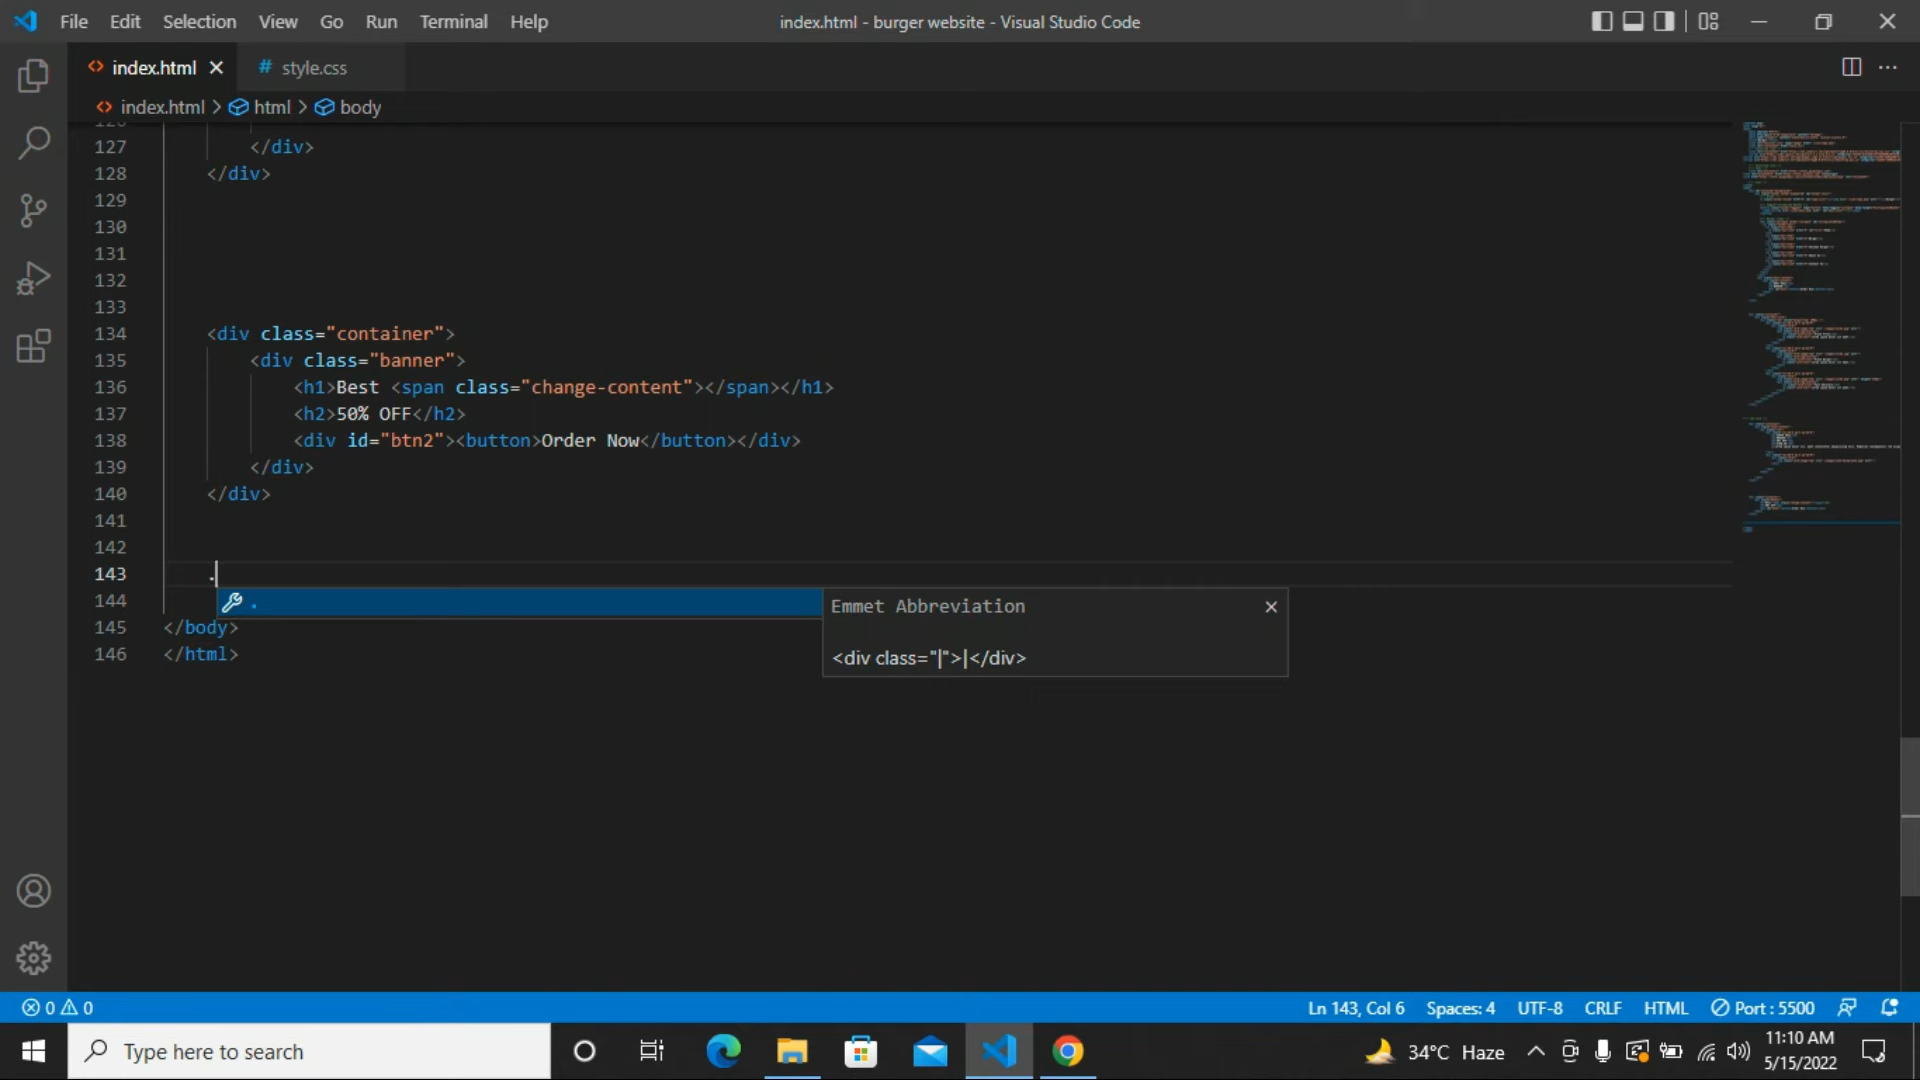 File Edit Selection View Go Run Terminal Help index.html - burger website - Visual Studio Code
index.html # style.css
index.html > html > body
127 </div>
128 </div>
129
130
131
132
133
134 <div class="container">
135 <div class="banner">
136 <h1>Best <span class="change-content"></span></h1>
137 <h2>50% OFF</h2>
138 <div id="btn2"><button>Order Now</button></div>
139 </div>
140 </div>
141
142
143 .
144 . Emmet Abbreviation
145 </body>
<div class="|">|</div>
146 </html>
0 0 Ln 143, Col 6 Spaces: 4 UTF-8 CRLF HTML Port : 5500
Type here to search 34°C Haze 11:10 AM
5/15/2022